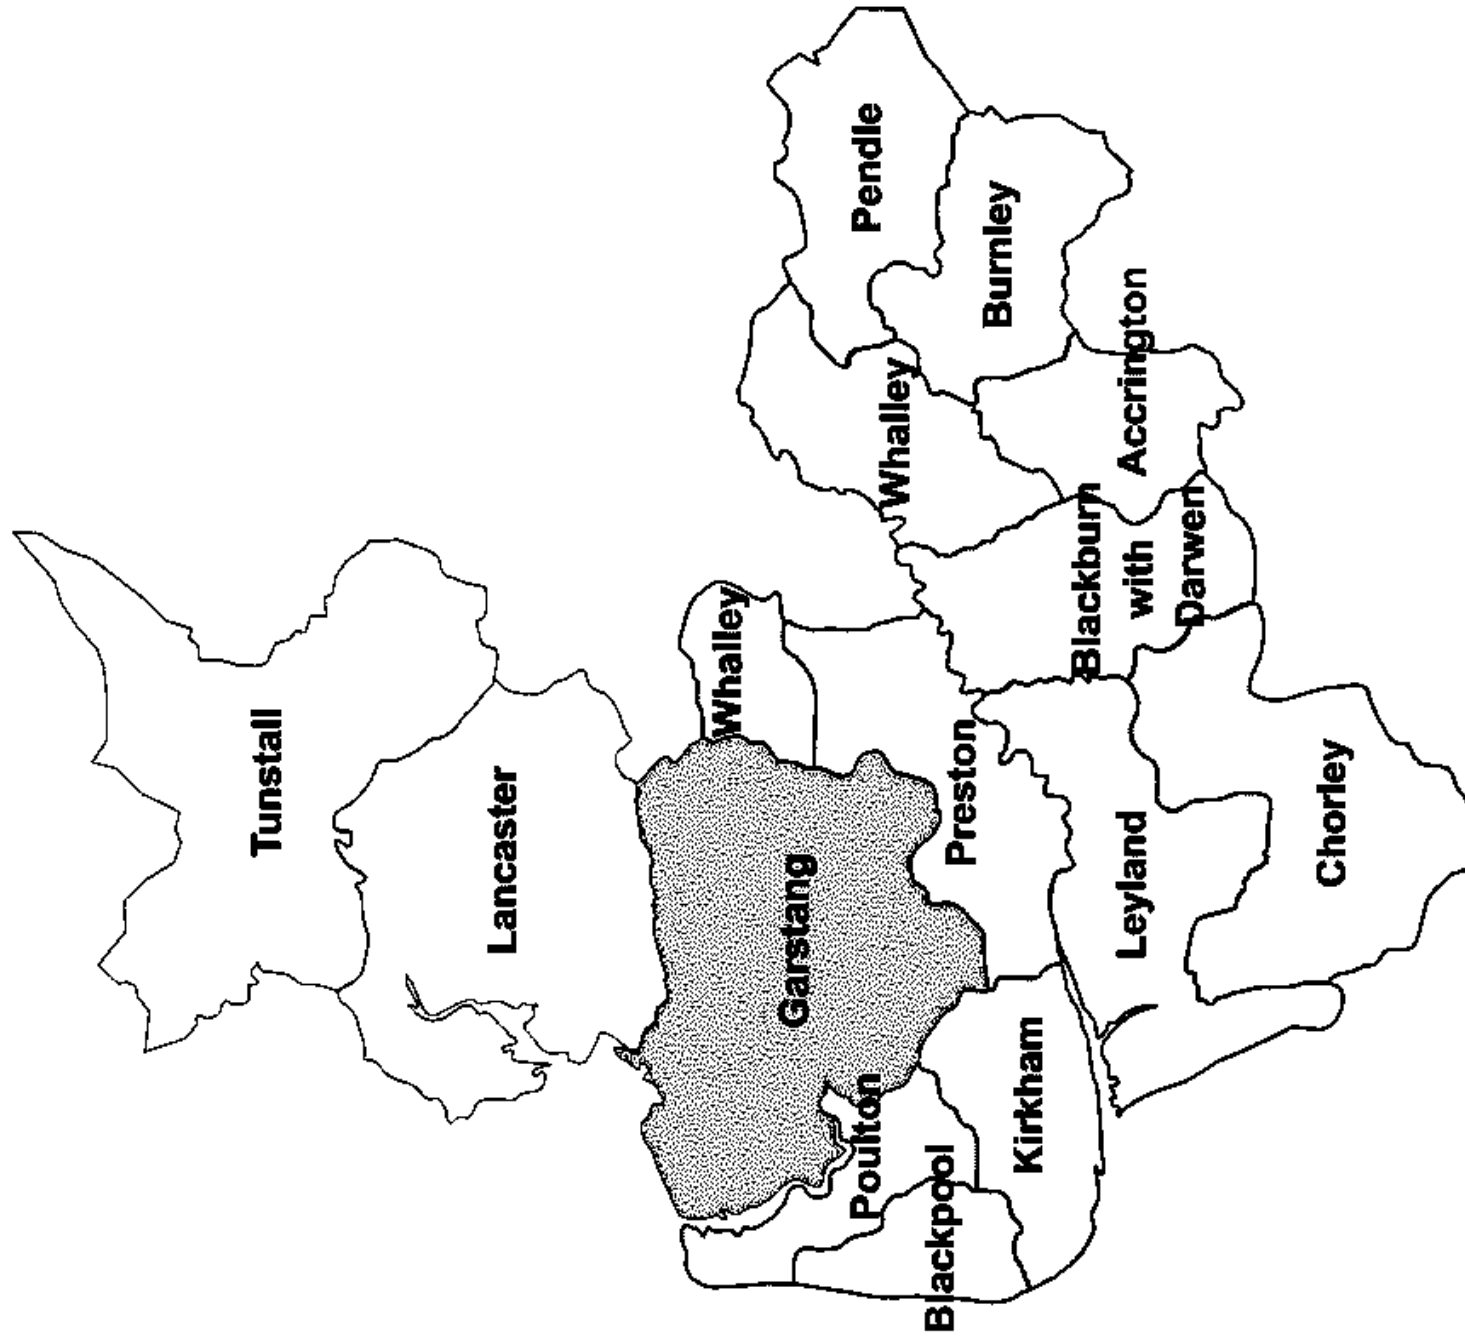 Tunstall
Lancaster
Garstang
Whalley
Preston
Poulton
Blackpool
Kirkham
Leyland
Chorley
Blackburn
with
Darwen
Whalley
Accrington
Burnley
Pendle